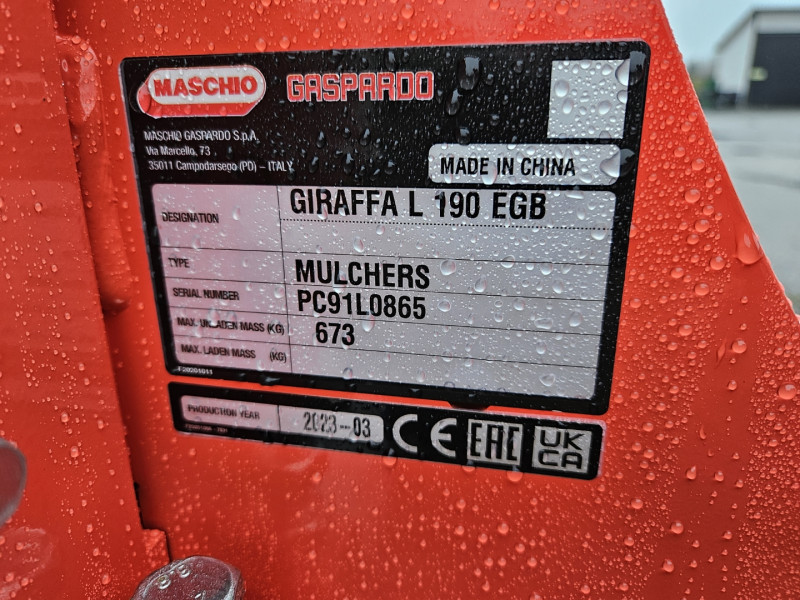 MASCHIO GASPARDO
MASCHIO GASPARDO S.p.A.
Via Marcello, 73
35011 Campodarsego (PD) – ITALY
MADE IN CHINA
DESIGNATION GIRAFFA L 190 EGB
TYPE MULCHERS
SERIAL NUMBER PC91L0865
MAX. UNLADEN MASS (KG) 673
MAX. LADEN MASS (KG)
F20201011
PRODUCTION YEAR 2023--03 CE EAC UK CA